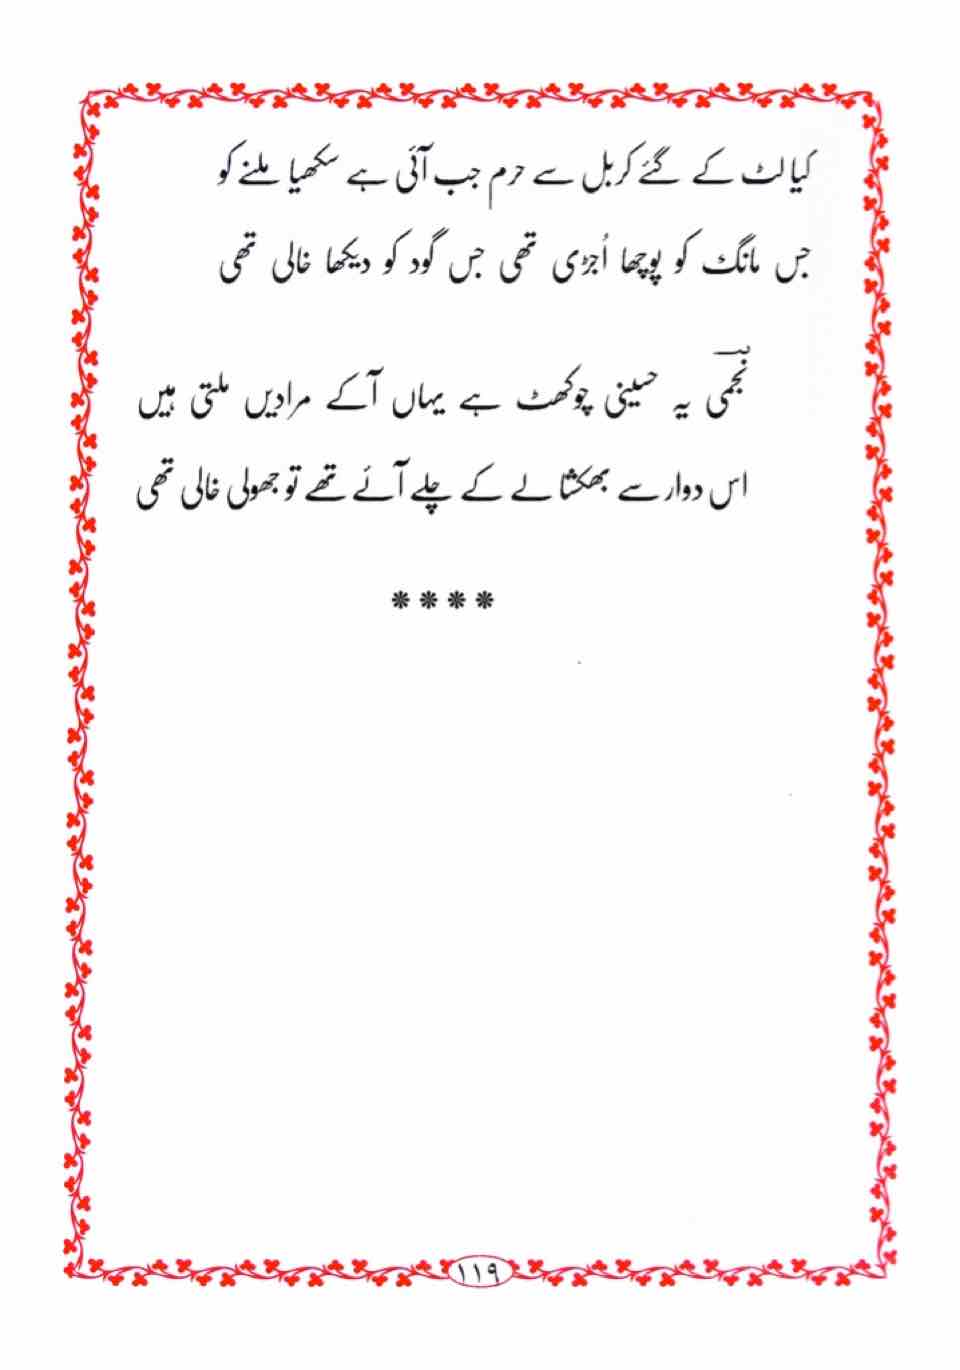 کیا لٹ کے گئے کربل سے حرم جب آئی ہے سکھیا ملنے کو
جس مانگ کو پوچھا اُجڑی تھی جس گود کو دیکھا خالی تھی
نجمی یہ حسینی چوکھٹ ہے یہاں آ کے مرادیں ملتی ہیں
اس دوار سے بھکشا لے کے چلے آئے تھے تو جھولی خالی تھی
****
۱۱۹